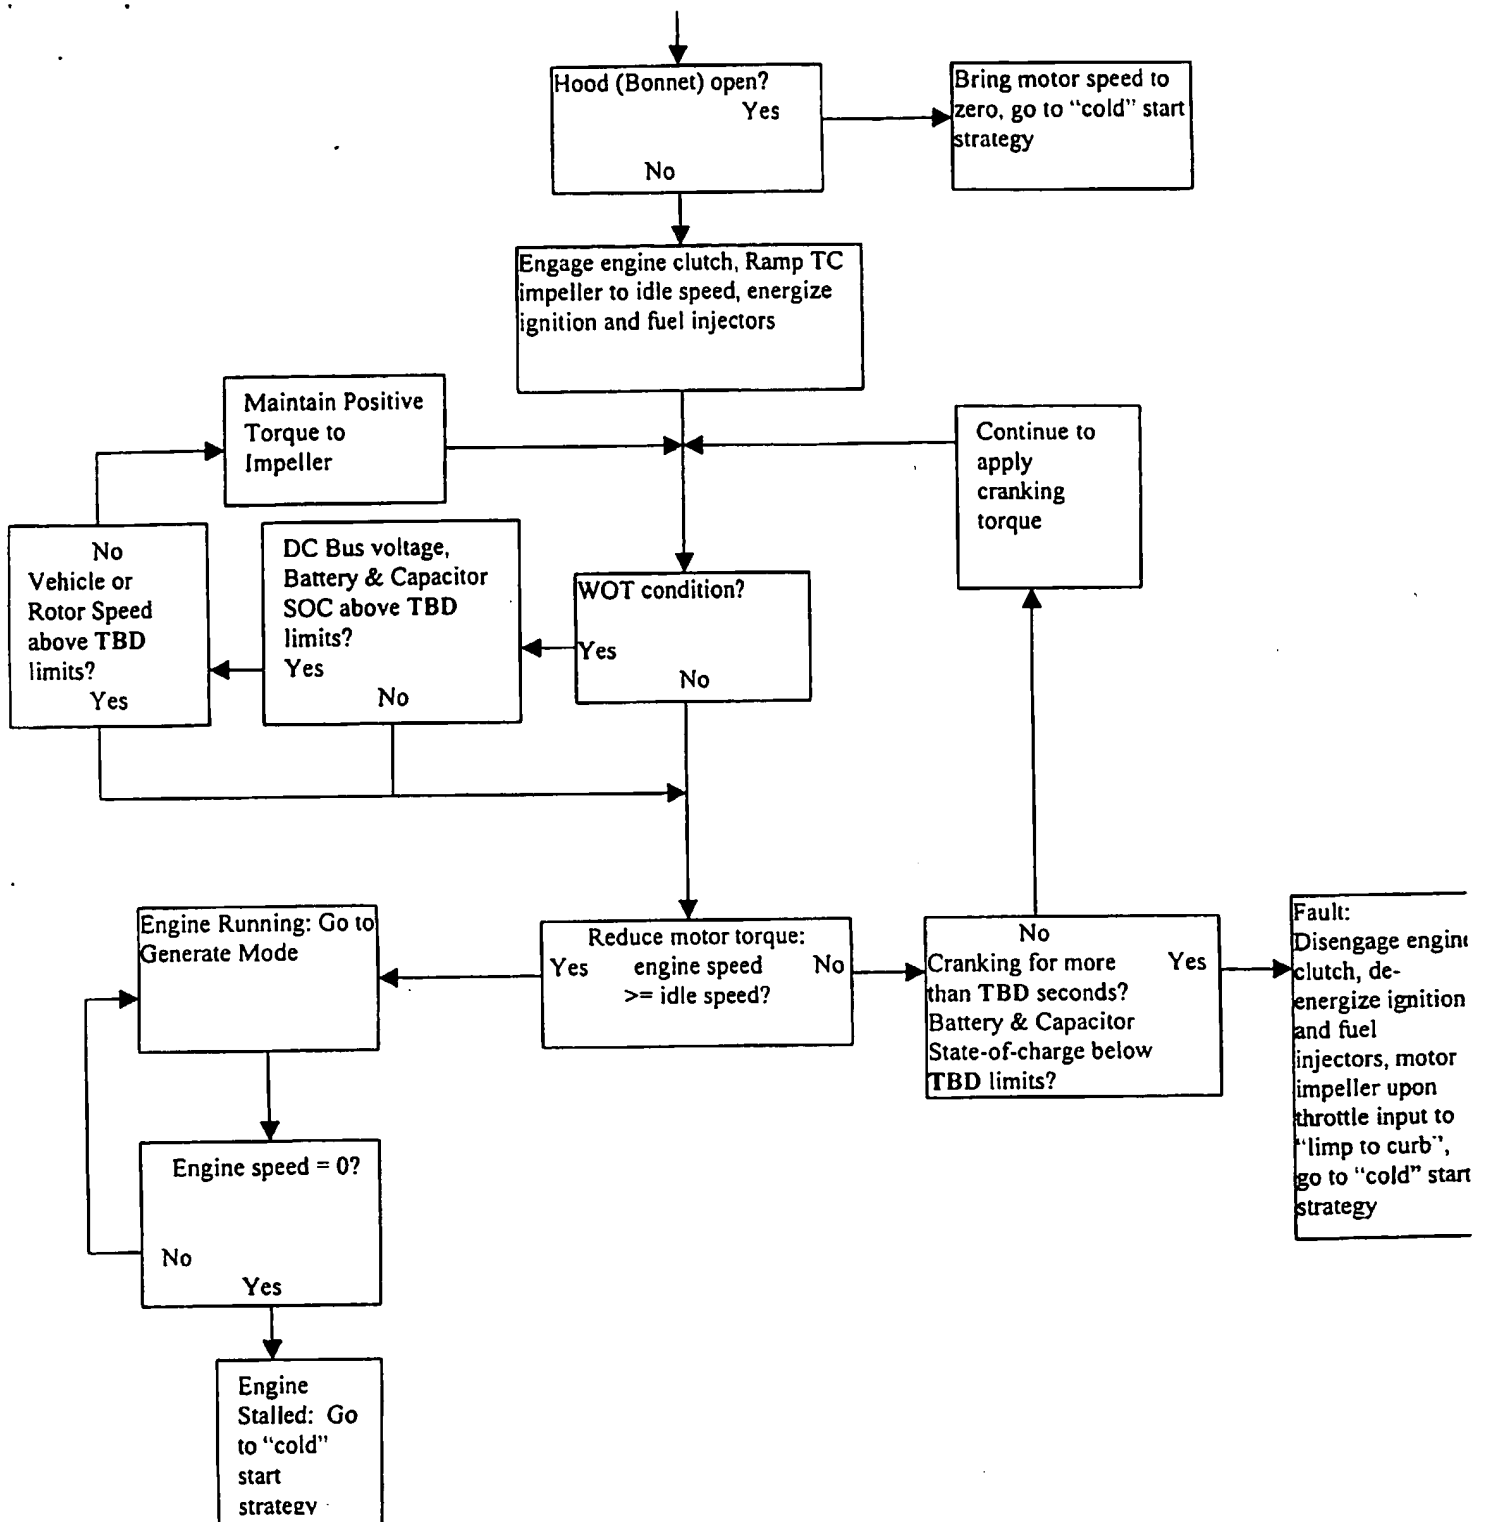 Hood (Bonnet) open?
Yes
No
Bring motor speed to
zero, go to “cold” start
strategy
Engage engine clutch, Ramp TC
impeller to idle speed, energize
ignition and fuel injectors
Maintain Positive
Torque to
Impeller
Continue to
apply
cranking
torque
No
Vehicle or
Rotor Speed
above TBD
limits?
Yes
DC Bus voltage,
Battery & Capacitor
SOC above TBD
limits?
Yes
No
WOT condition?
Yes
No
Engine Running: Go to
Generate Mode
Reduce motor torque:
Yes engine speed No
>= idle speed?
No
Cranking for more Yes
than TBD seconds?
Battery & Capacitor
State-of-charge below
TBD limits?
Fault:
Disengage engine
clutch, de-
energize ignition
and fuel
injectors, motor
impeller upon
throttle input to
“limp to curb”,
go to “cold” start
strategy
Engine speed = 0?
No
Yes
Engine
Stalled: Go
to “cold”
start
strategy